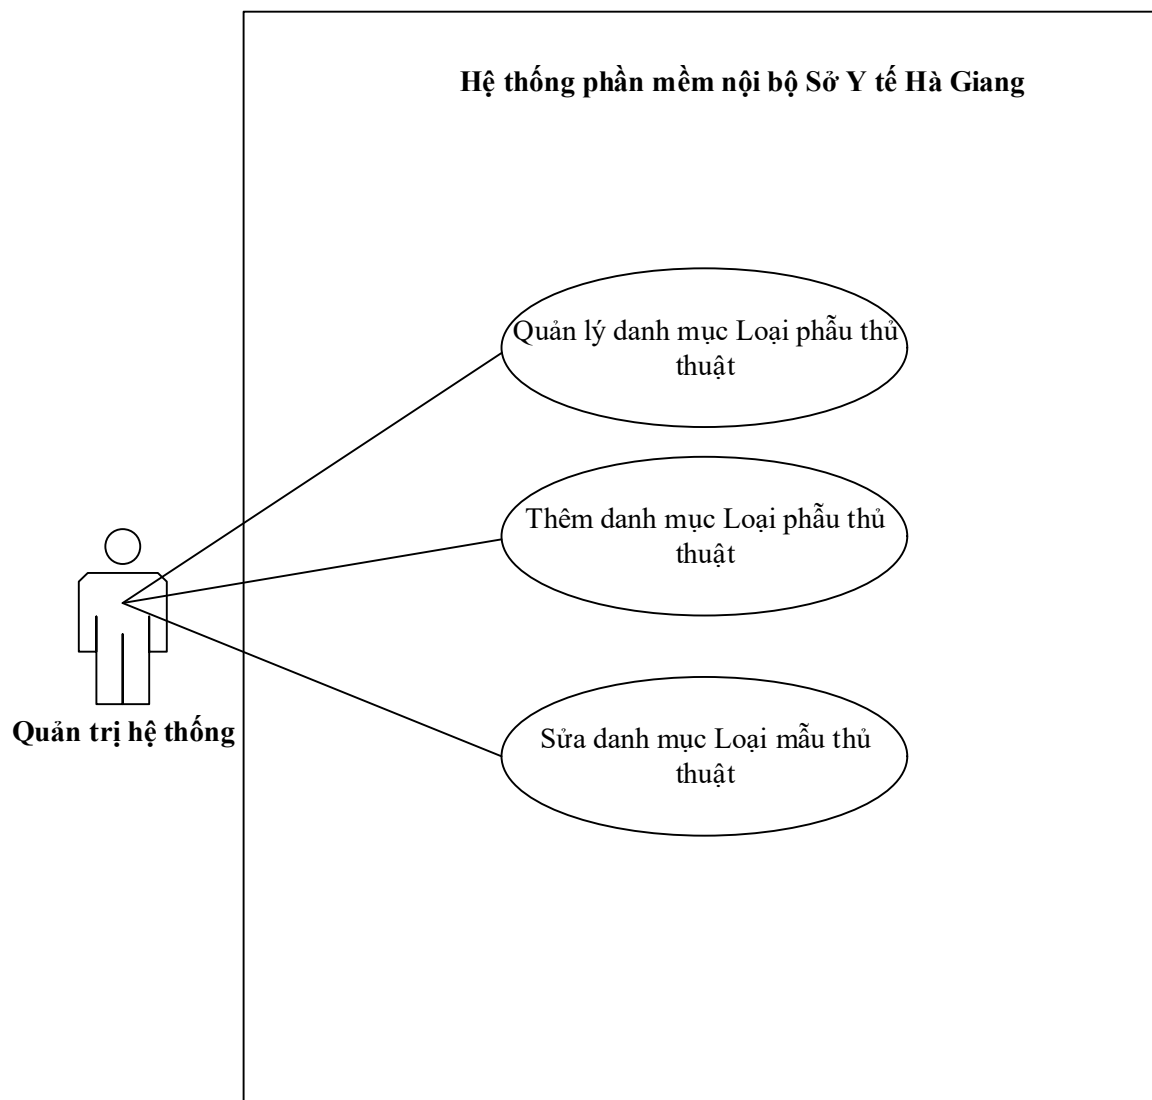 Hệ thống phần mềm nội bộ Sở Y tế Hà Giang
Quản lý danh mục Loại phẫu thủ
thuật
Thêm danh mục Loại phẫu thủ
thuật
Quản trị hệ thống
Sửa danh mục Loại mẫu thủ
thuật